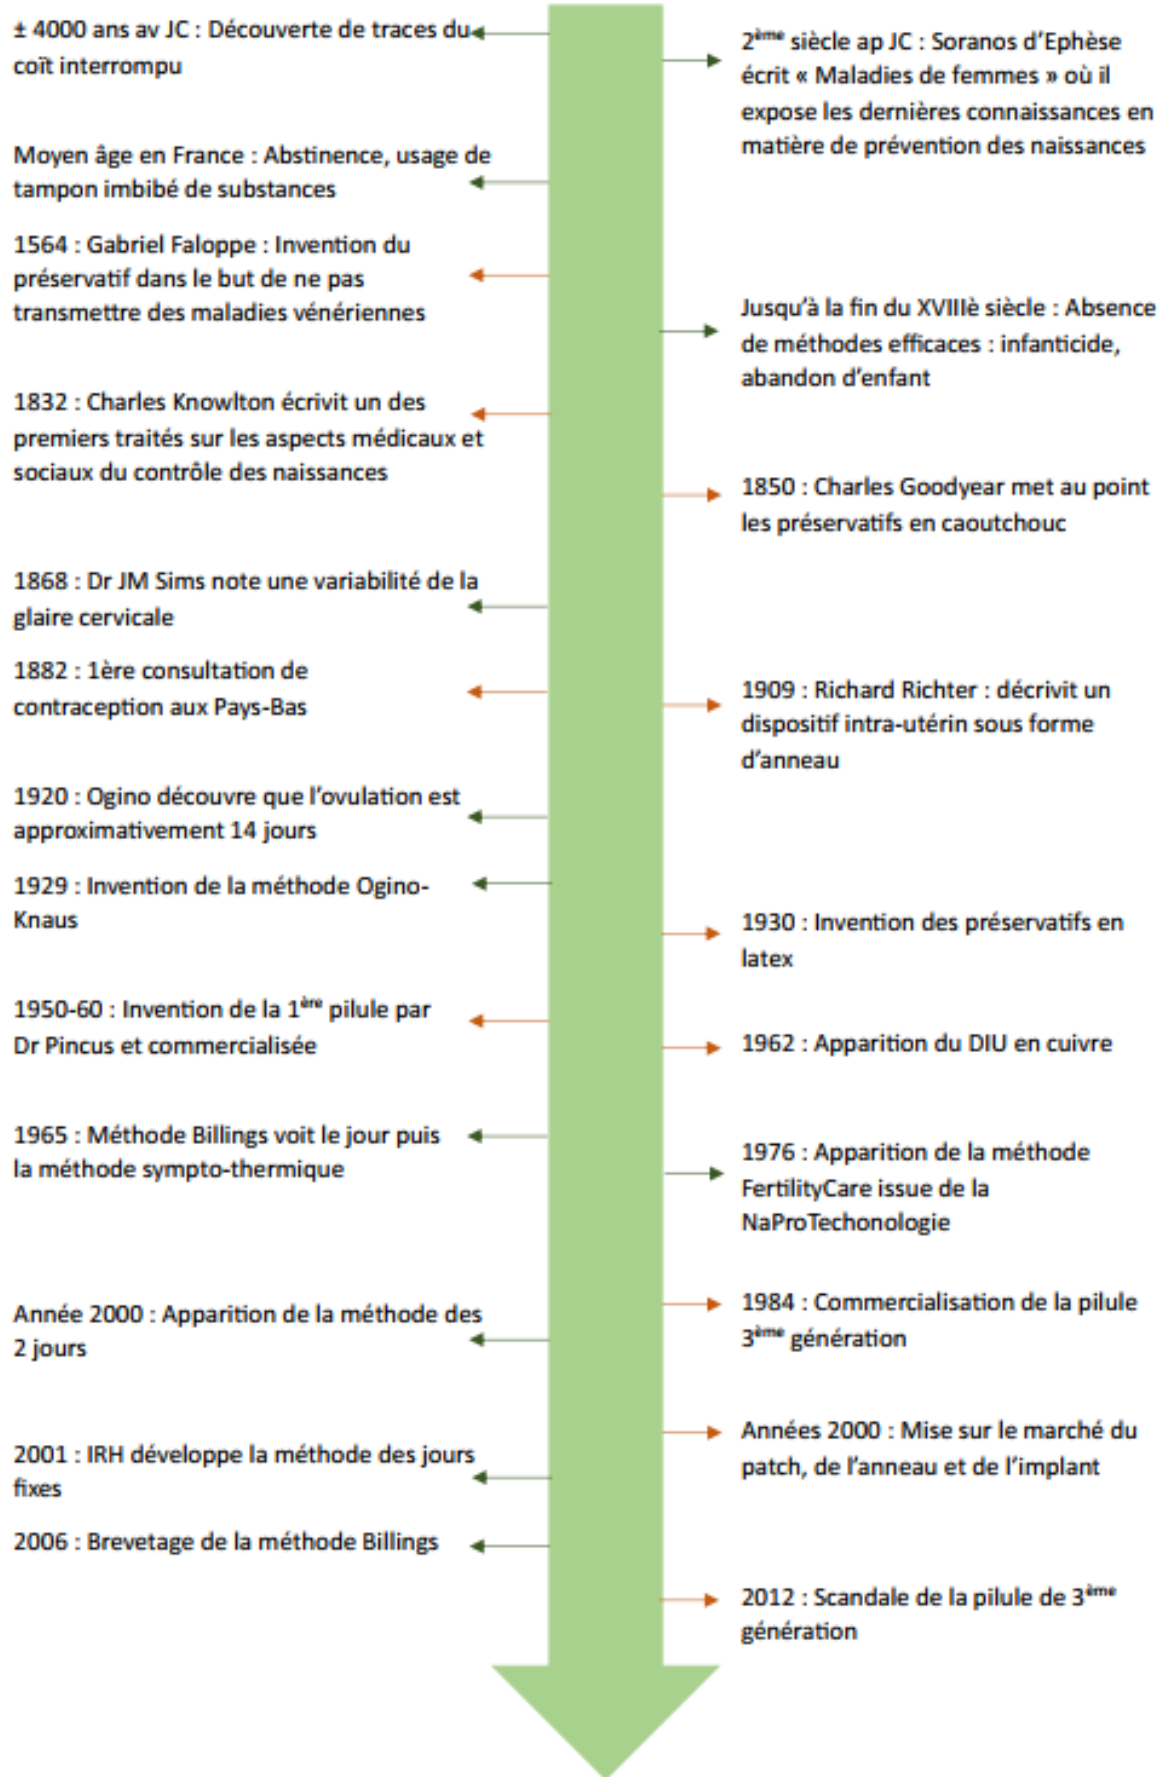 ± 4000 ans av JC : Découverte de traces du
coït interrompu
2ème siècle ap JC : Soranos d'Ephèse
écrit « Maladies de femmes » où il
expose les dernières connaissances en
matière de prévention des naissances
Moyen âge en France : Abstinence, usage de
tampon imbibé de substances
1564 : Gabriel Faloppe : Invention du
préservatif dans le but de ne pas
transmettre des maladies vénériennes
Jusqu'à la fin du XVIIIè siècle : Absence
de méthodes efficaces : infanticide,
abandon d'enfant
1832 : Charles Knowlton écrivit un des
premiers traités sur les aspects médicaux et
sociaux du contrôle des naissances
1850 : Charles Goodyear met au point
les préservatifs en caoutchouc
1868 : Dr JM Sims note une variabilité de la
glaire cervicale
1882 : 1ère consultation de
contraception aux Pays-Bas
1909 : Richard Richter : décrivit un
dispositif intra-utérin sous forme
d'anneau
1920 : Ogino découvre que l'ovulation est
approximativement 14 jours
1929 : Invention de la méthode Ogino-
Knaus
1930 : Invention des préservatifs en
latex
1950-60 : Invention de la 1ère pilule par
Dr Pincus et commercialisée
1962 : Apparition du DIU en cuivre
1965 : Méthode Billings voit le jour puis
la méthode sympto-thermique
1976 : Apparition de la méthode
FertilityCare issue de la
NaProTechonologie
1984 : Commercialisation de la pilule
3ème génération
Année 2000 : Apparition de la méthode des
2 jours
Années 2000 : Mise sur le marché du
patch, de l'anneau et de l'implant
2001 : IRH développe la méthode des jours
fixes
2006 : Brevetage de la méthode Billings
2012 : Scandale de la pilule de 3ème
génération